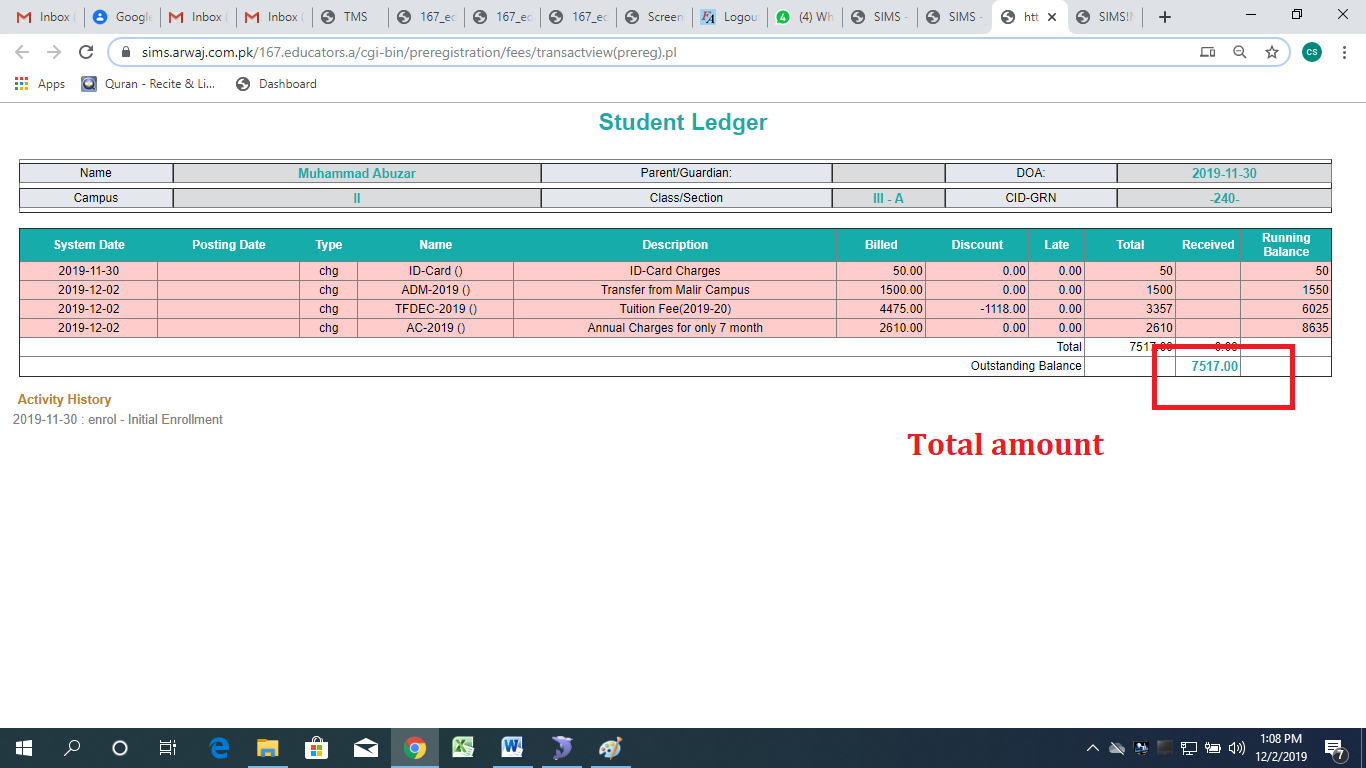 Inbox (
Google
Inbox (
Inbox (
TMS
167_ec
167_ec
167_ec
Screen
Logou
(4) Wh
SIMS -
SIMS -
htt
SIMS!!
sims.arwaj.com.pk/167.educators.a/cgi-bin/preregistration/fees/transactview(prereg).pl
CS
Apps
Quran - Recite & Li...
Dashboard
Student Ledger
Name Muhammad Abuzar Parent/Guardian: DOA: 2019-11-30
Campus II Class/Section III - A CID-GRN -240-
System Date Posting Date Type Name Description Billed Discount Late Total Received Running Balance
2019-11-30 chg ID-Card () ID-Card Charges 50.00 0.00 0.00 50 50
2019-12-02 chg ADM-2019 () Transfer from Malir Campus 1500.00 0.00 0.00 1500 1550
2019-12-02 chg TFDEC-2019 () Tuition Fee(2019-20) 4475.00 -1118.00 0.00 3357 6025
2019-12-02 chg AC-2019 () Annual Charges for only 7 month 2610.00 0.00 0.00 2610 8635
Total 7517.00 0.00
Outstanding Balance 7517.00
Activity History
2019-11-30 : enrol - Initial Enrollment
Total amount
1:08 PM
12/2/2019
7